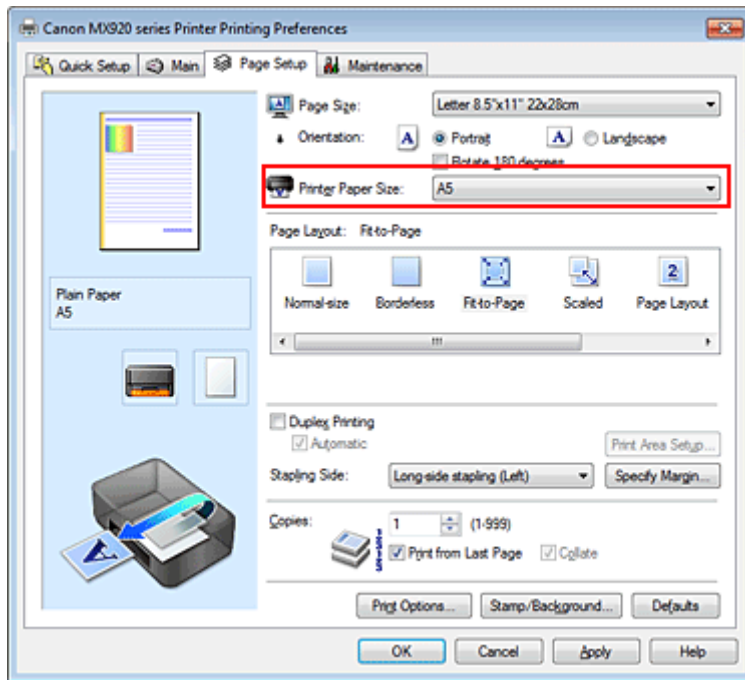 Canon MX920 series Printer Printing Preferences
Quick Setup Main Page Setup Maintenance
Page Size: Letter 8.5"x11" 22x28cm
Orientation: A Portrait A Landscape
Rotate 180 degrees
Printer Paper Size: A5
Page Layout: Fit-to-Page
Normal-size Borderless Fit-to-Page Scaled Page Layout
Plain Paper
A5
Duplex Printing
Automatic
Print Area Setup...
Stapling Side: Long-side stapling (Left) Specify Margin...
Copies: 1 (1-999)
Print from Last Page Collate
Print Options... Stamp/Background... Defaults
OK Cancel Apply Help